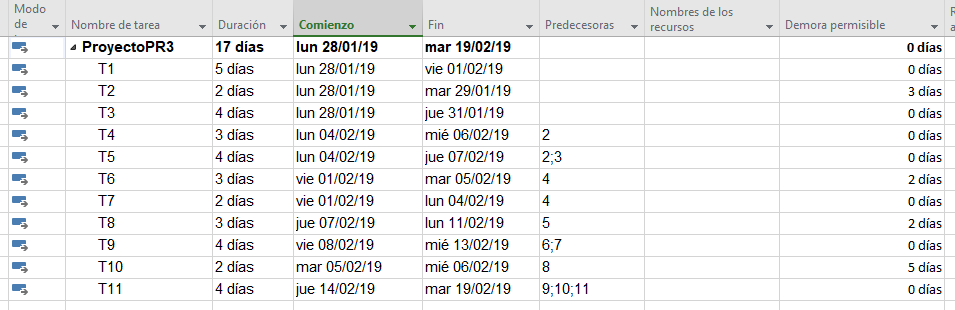 Modo de Nombre de tarea Duración Comienzo Fin Predecesoras Nombres de los recursos Demora permisible
ProyectoPR3 17 días lun 28/01/19 mar 19/02/19 0 días
T1 5 días lun 28/01/19 vie 01/02/19 0 días
T2 2 días lun 28/01/19 mar 29/01/19 3 días
T3 4 días lun 28/01/19 jue 31/01/19 0 días
T4 3 días lun 04/02/19 mié 06/02/19 2 0 días
T5 4 días lun 04/02/19 jue 07/02/19 2;3 0 días
T6 3 días vie 01/02/19 mar 05/02/19 4 2 días
T7 2 días vie 01/02/19 lun 04/02/19 4 0 días
T8 3 días jue 07/02/19 lun 11/02/19 5 2 días
T9 4 días vie 08/02/19 mié 13/02/19 6;7 0 días
T10 2 días mar 05/02/19 mié 06/02/19 8 5 días
T11 4 días jue 14/02/19 mar 19/02/19 9;10;11 0 días